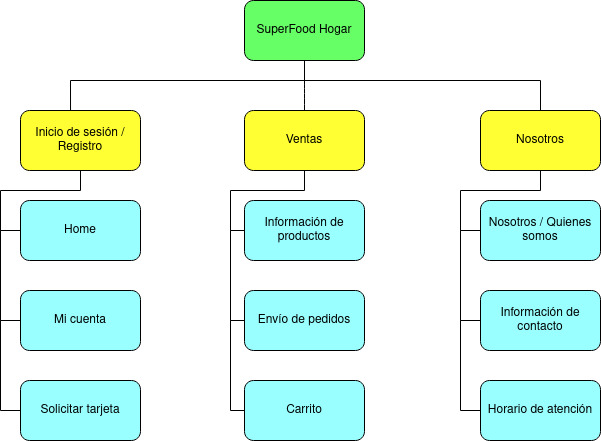 SuperFood Hogar
Inicio de sesión /
Registro
Ventas
Nosotros
Home
Información de
productos
Nosotros / Quienes
somos
Mi cuenta
Envío de pedidos
Información de
contacto
Solicitar tarjeta
Carrito
Horario de atención